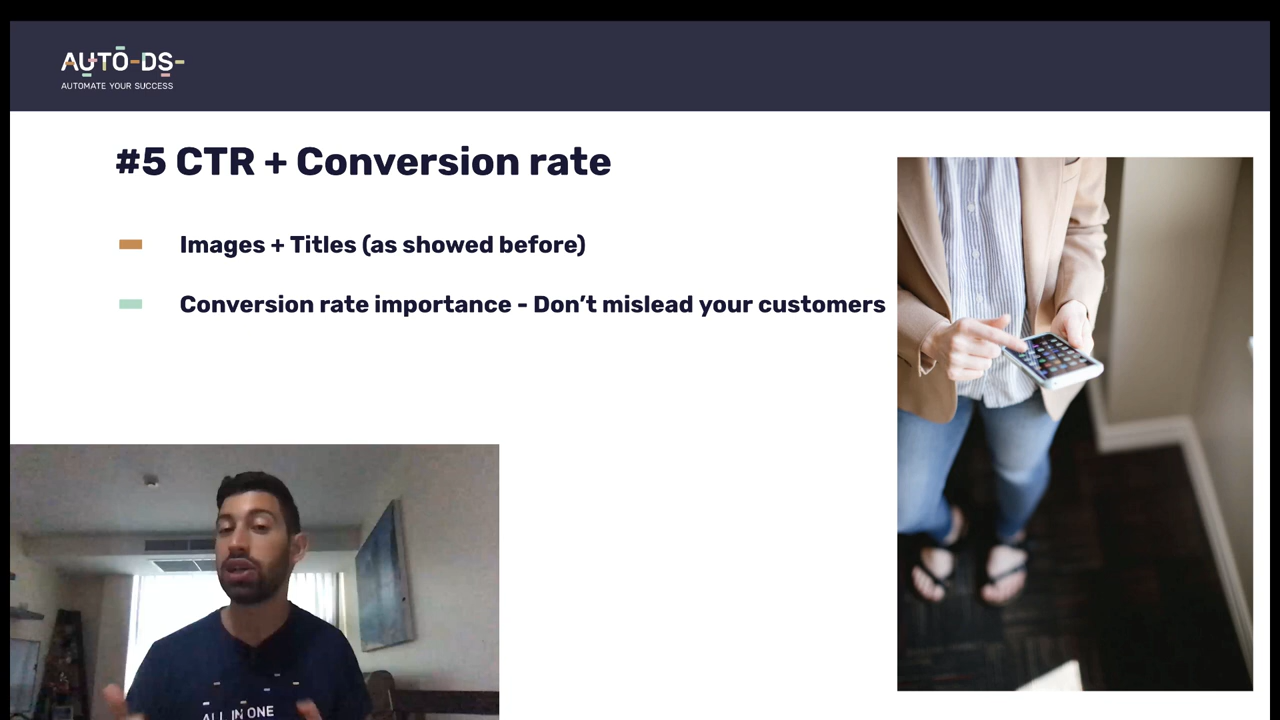 AUTO-DS-
AUTOMATE YOUR SUCCESS
#5 CTR + Conversion rate
Images + Titles (as showed before)
Conversion rate importance - Don’t mislead your customers
ALL IN ONE